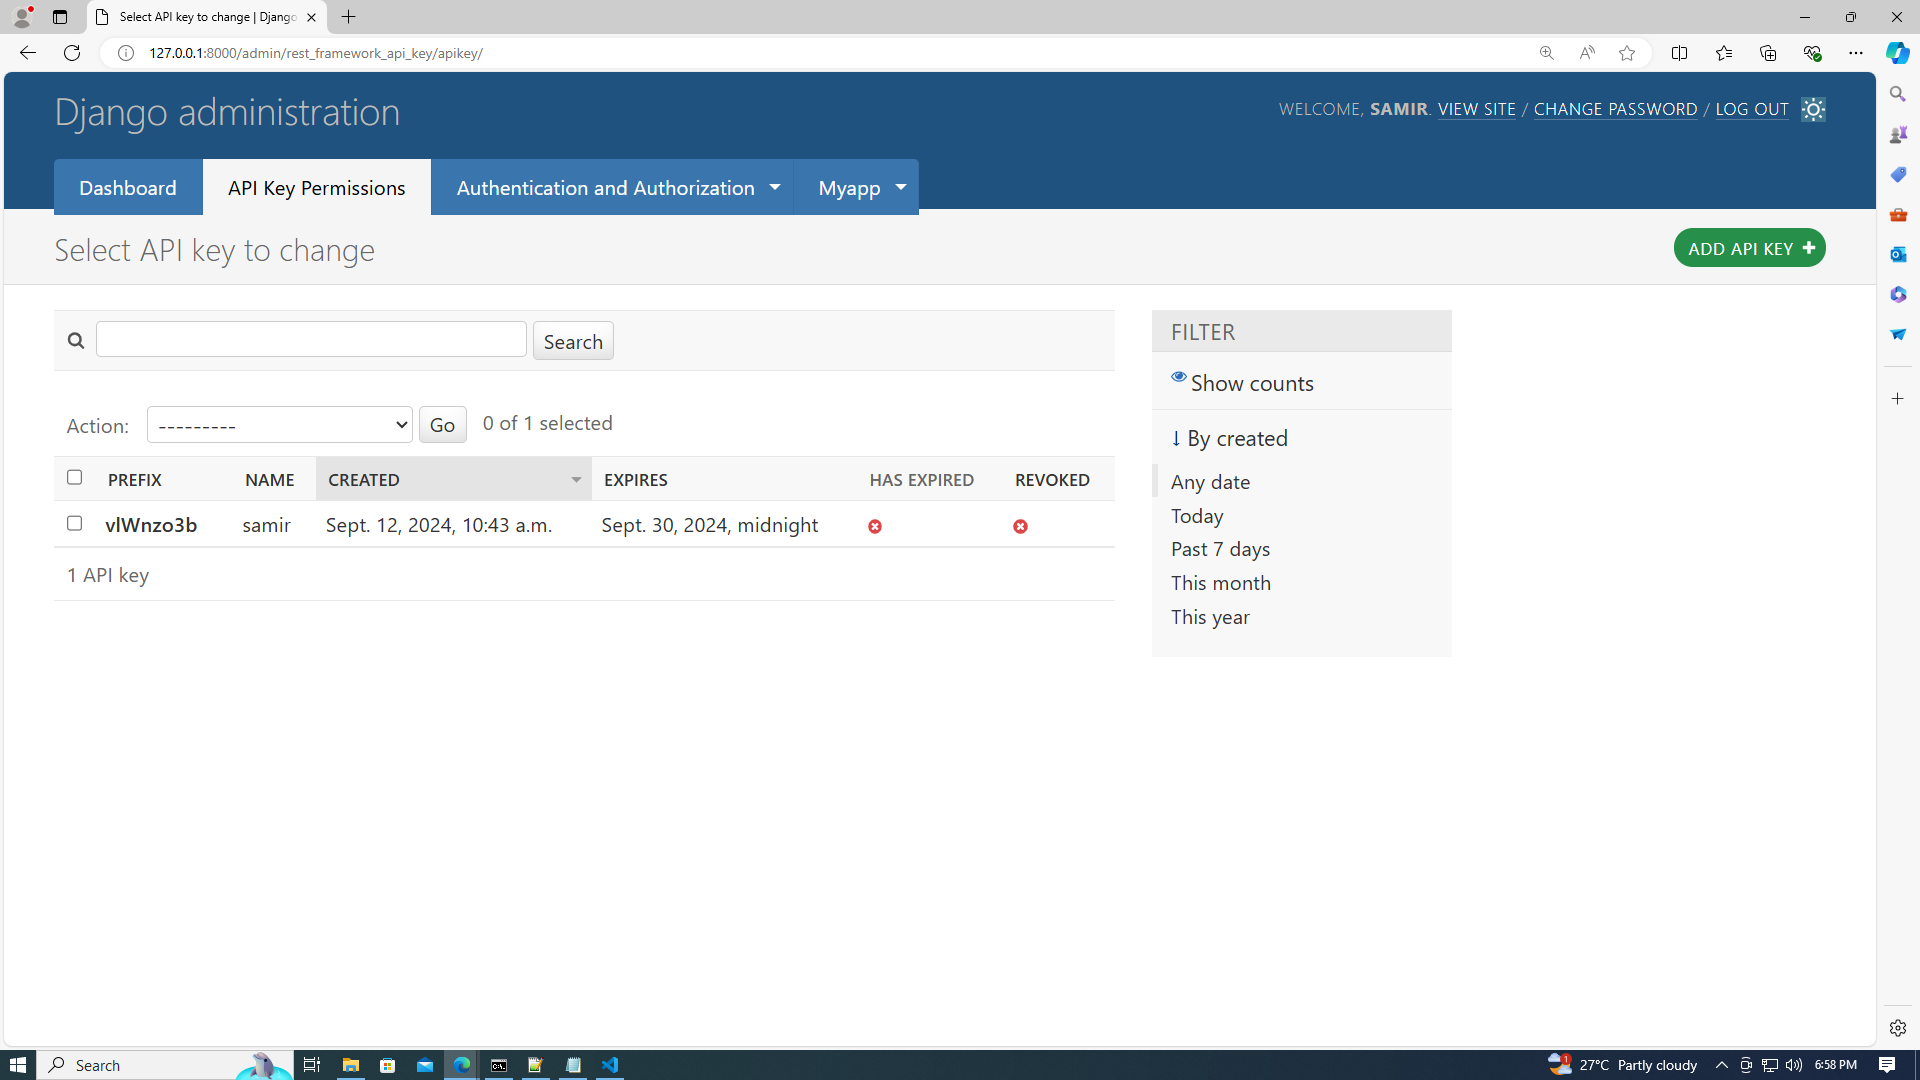 Select API key to change | Django
127.0.0.1:8000/admin/rest_framework_api_key/apikey/
Django administration
WELCOME, SAMIR. VIEW SITE / CHANGE PASSWORD / LOG OUT
Dashboard
API Key Permissions
Authentication and Authorization
Myapp
Select API key to change
ADD API KEY
Search
Action:
---------
Go
0 of 1 selected
PREFIX NAME CREATED EXPIRES HAS EXPIRED REVOKED
vlWnzo3b samir Sept. 12, 2024, 10:43 a.m. Sept. 30, 2024, midnight
1 API key
FILTER
Show counts
↓ By created
Any date
Today
Past 7 days
This month
This year
Search
1
27°C Partly cloudy
6:58 PM